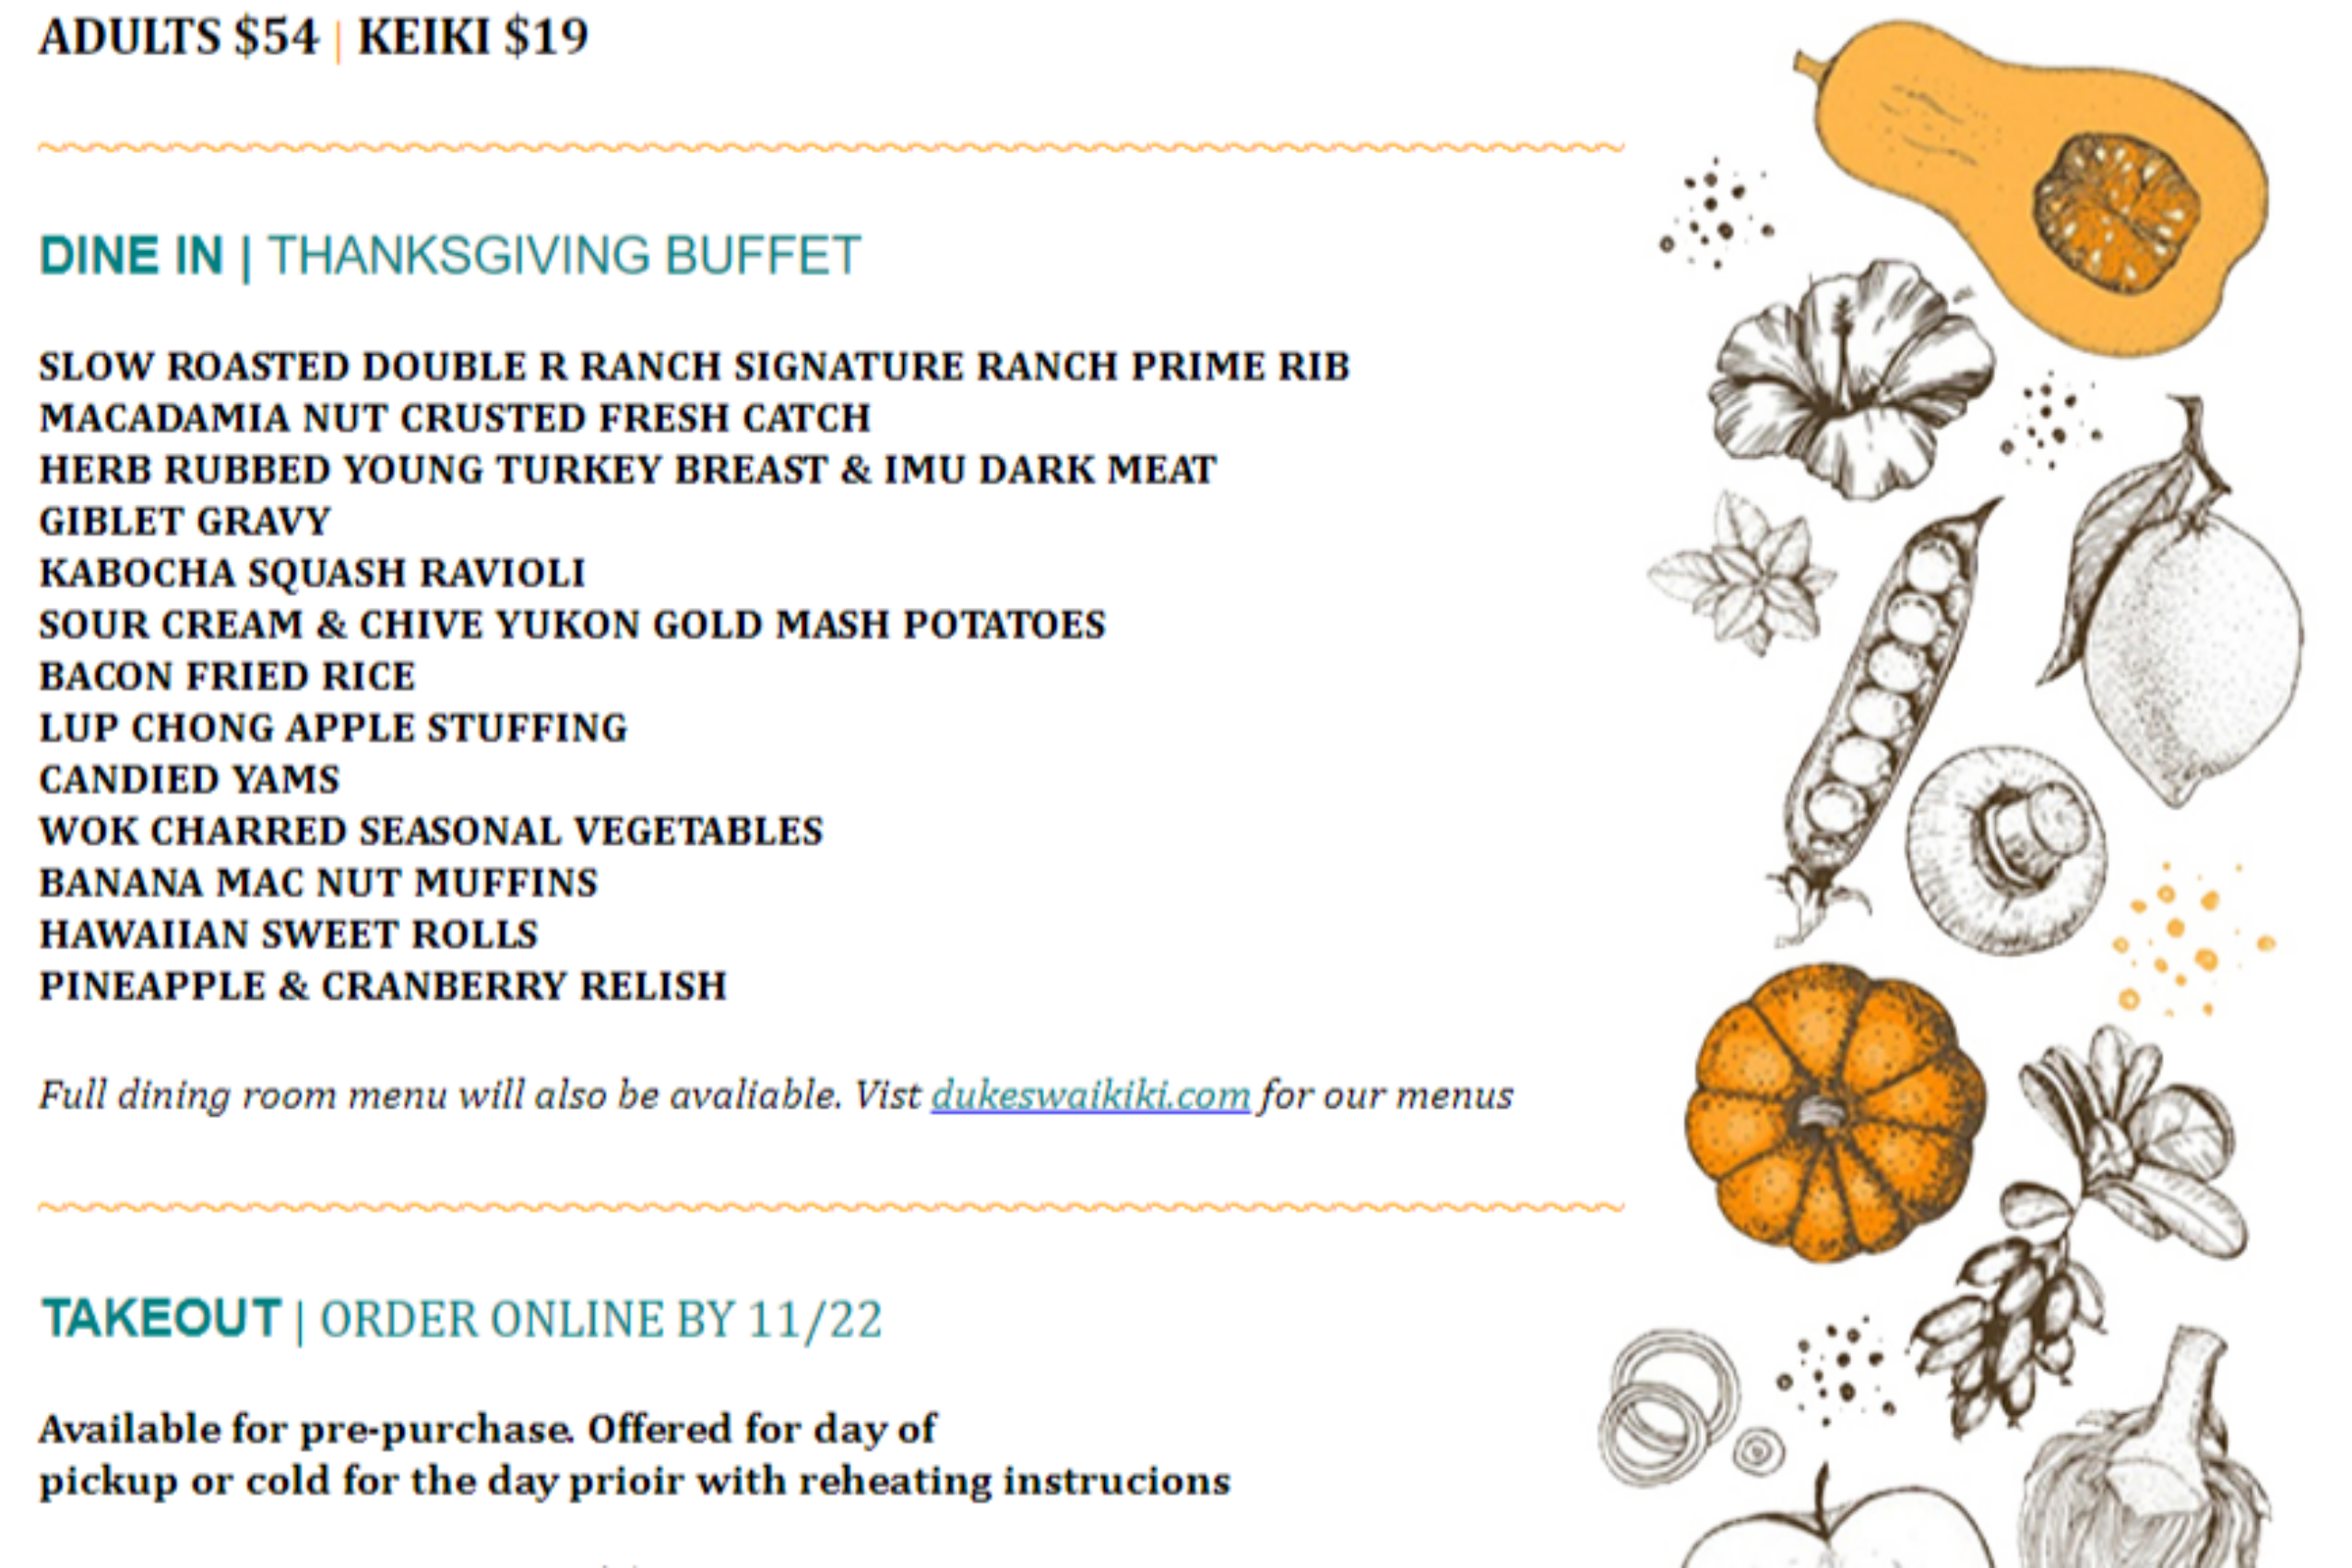 ADULTS $54 | KEIKI $19
DINE IN | THANKSGIVING BUFFET
SLOW ROASTED DOUBLE R RANCH SIGNATURE RANCH PRIME RIB
MACADAMIA NUT CRUSTED FRESH CATCH
HERB RUBBED YOUNG TURKEY BREAST & IMU DARK MEAT
GIBLET GRAVY
KABOCHA SQUASH RAVIOLI
SOUR CREAM & CHIVE YUKON GOLD MASH POTATOES
BACON FRIED RICE
LUP CHONG APPLE STUFFING
CANDIED YAMS
WOK CHARRED SEASONAL VEGETABLES
BANANA MAC NUT MUFFINS
HAWAIIAN SWEET ROLLS
PINEAPPLE & CRANBERRY RELISH
Full dining room menu will also be avaliable. Vist dukeswaikiki.com for our menus
TAKEOUT | ORDER ONLINE BY 11/22
Available for pre-purchase. Offered for day of
pickup or cold for the day prioir with reheating instrucions